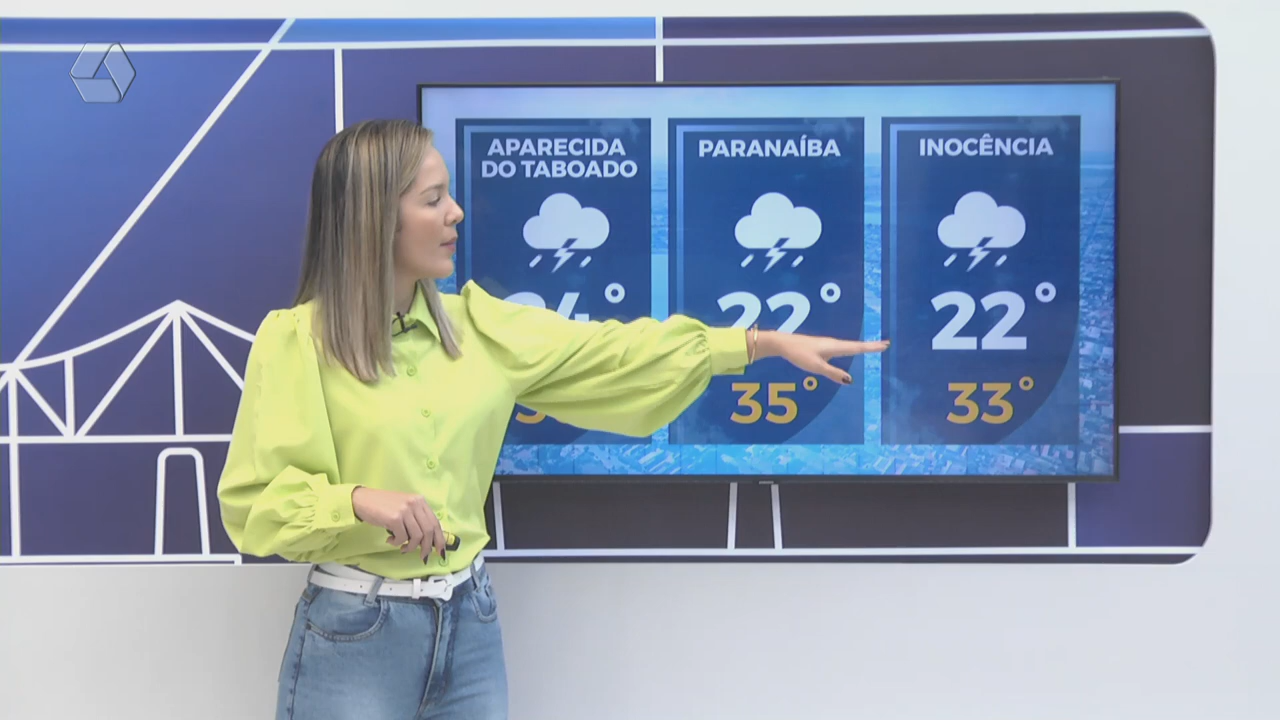 APARECIDA
DO TABOADO
PARANAÍBA
INOCÊNCIA
22°
22°
35°
33°